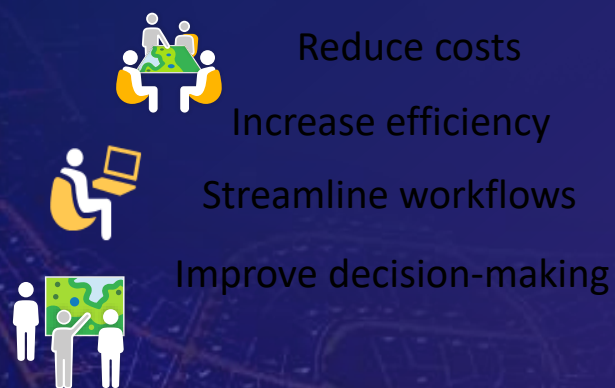 Reduce costs
Increase efficiency
Streamline workflows
Improve decision-making